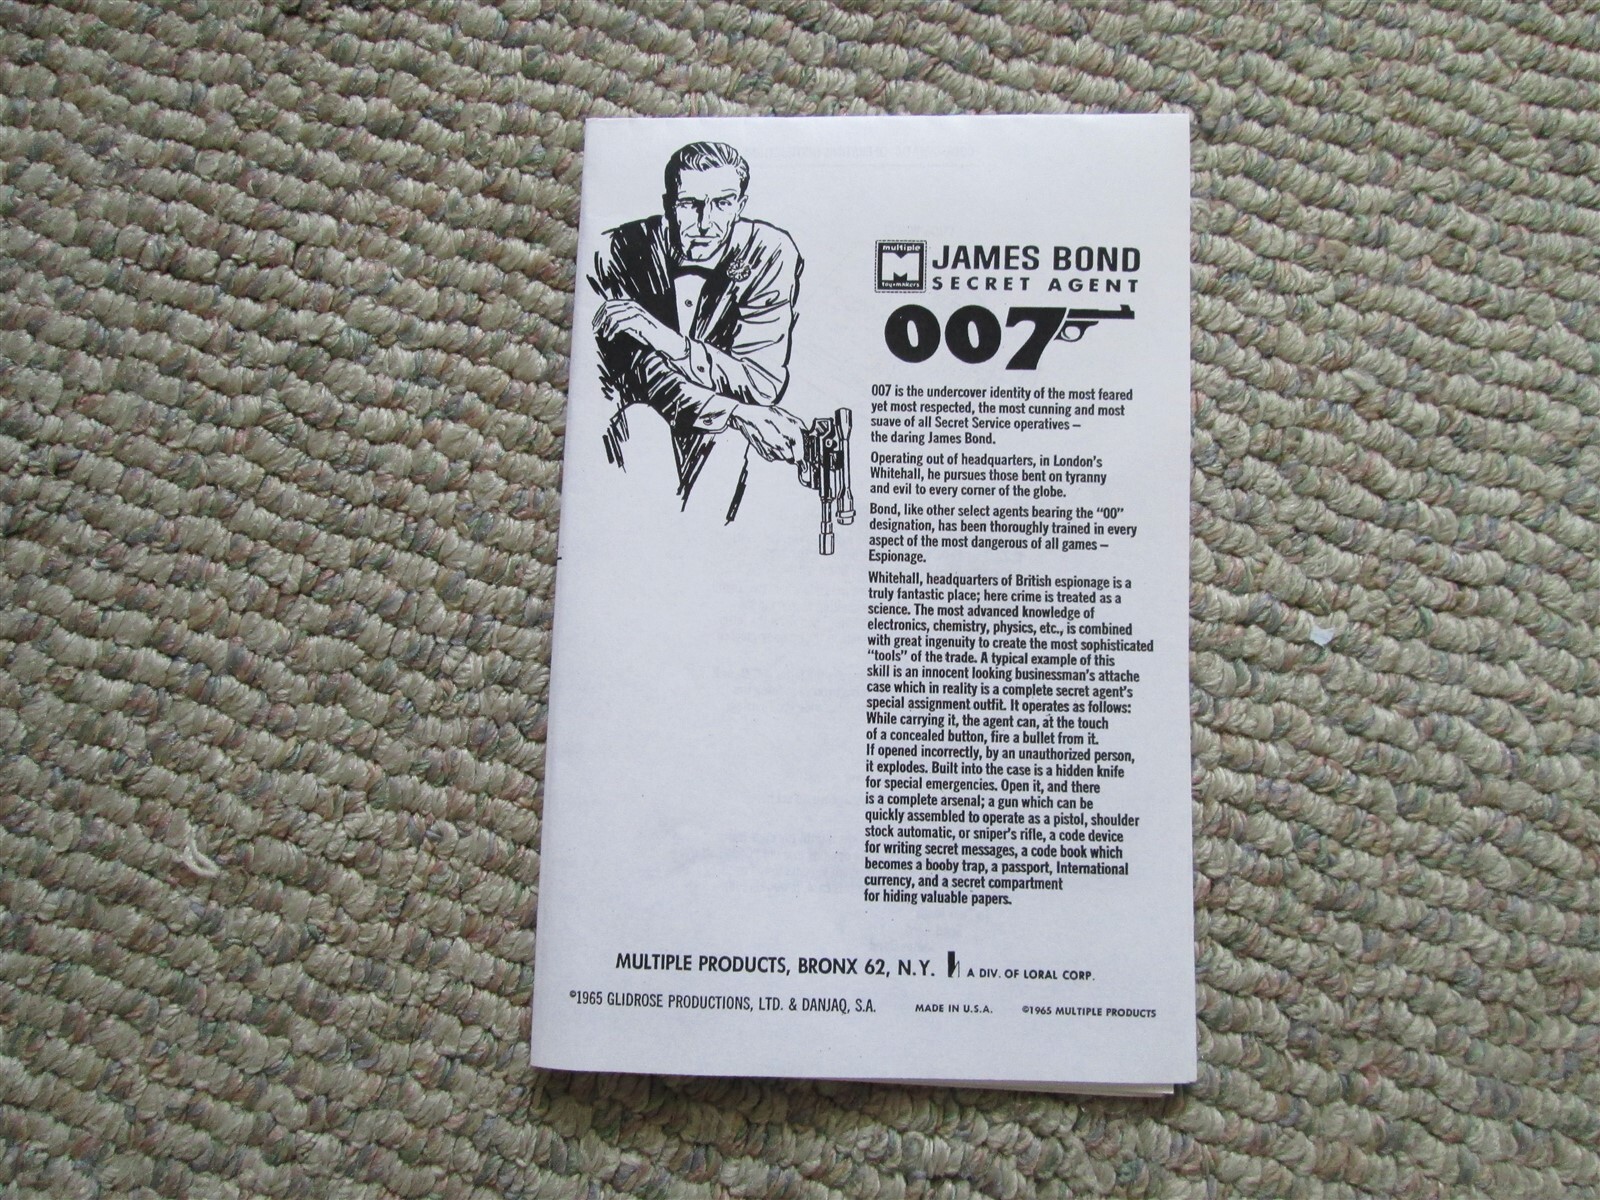 multiple
M
toymakers
JAMES BOND
SECRET AGENT
007
007 is the undercover identity of the most feared
yet most respected, the most cunning and most
suave of all Secret Service operatives –
the daring James Bond.
Operating out of headquarters, in London's
Whitehall, he pursues those bent on tyranny
and evil to every corner of the globe.
Bond, like other select agents bearing the "00"
designation, has been thoroughly trained in every
aspect of the most dangerous of all games –
Espionage.
Whitehall, headquarters of British espionage is a
truly fantastic place; here crime is treated as a
science. The most advanced knowledge of
electronics, chemistry, physics, etc., is combined
with great ingenuity to create the most sophisticated
"tools" of the trade. A typical example of this
skill is an innocent looking businessman's attache
case which in reality is a complete secret agent's
special assignment outfit. It operates as follows:
While carrying it, the agent can, at the touch
of a concealed button, fire a bullet from it.
If opened incorrectly, by an unauthorized person,
it explodes. Built into the case is a hidden knife
for special emergencies. Open it, and there
is a complete arsenal; a gun which can be
quickly assembled to operate as a pistol, shoulder
stock automatic, or sniper's rifle, a code device
for writing secret messages, a code book which
becomes a booby trap, a passport, International
currency, and a secret compartment
for hiding valuable papers.
MULTIPLE PRODUCTS, BRONX 62, N.Y. A DIV. OF LORAL CORP.
©1965 GLIDROSE PRODUCTIONS, LTD. & DANJAQ, S.A. MADE IN U.S.A. ©1965 MULTIPLE PRODUCTS